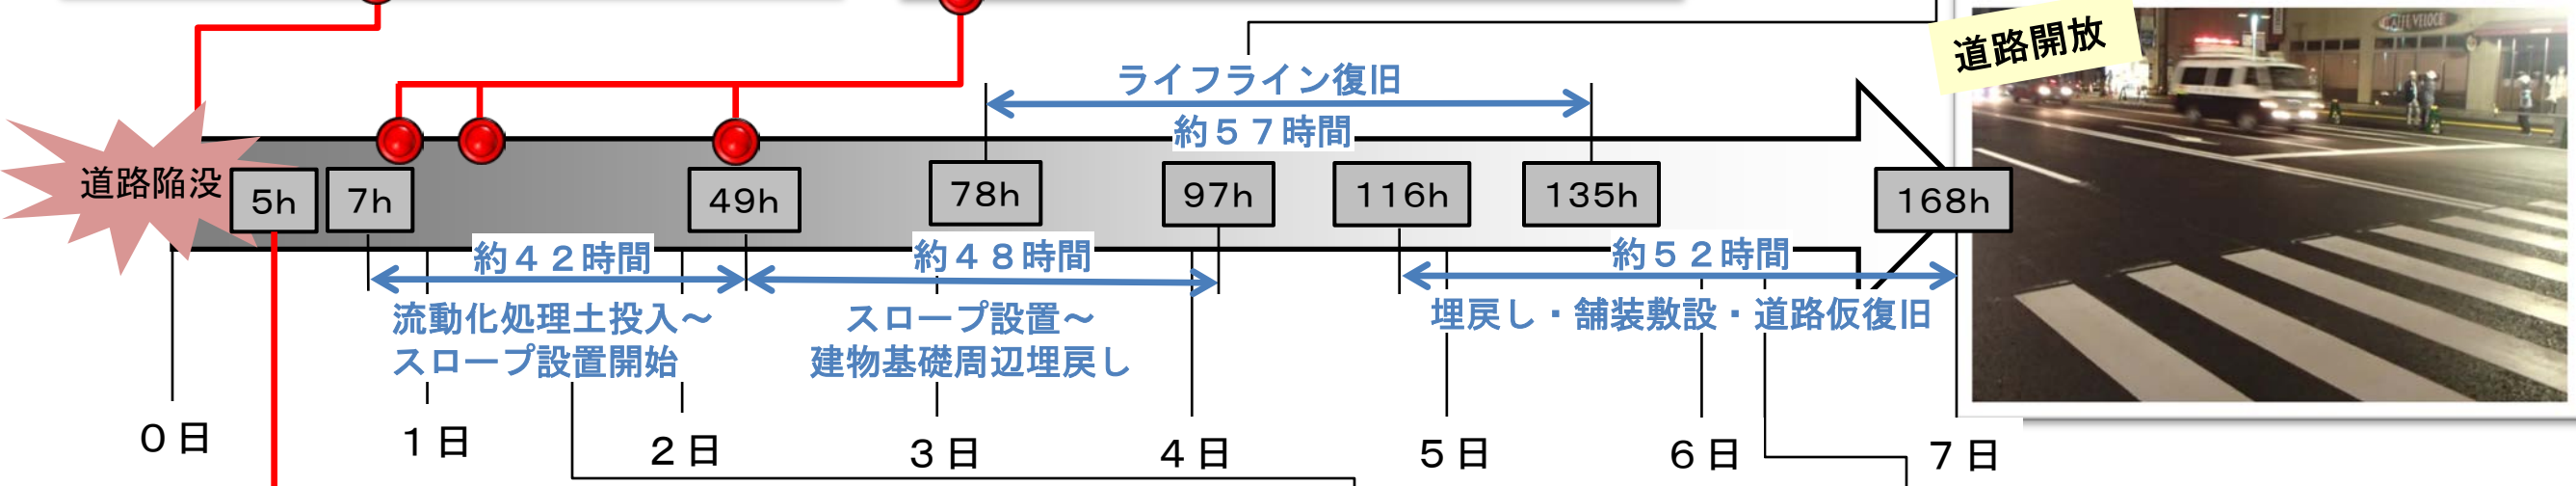 道路開放
CAFFE VELOCE
ライフライン復旧
約５７時間
道路陥没
5h
7h
49h
78h
97h
116h
135h
168h
約４２時間
約４８時間
約５２時間
流動化処理土投入～
スロープ設置開始
スロープ設置～
建物基礎周辺埋戻し
埋戻し・舗装敷設・道路仮復旧
０日
１日
２日
３日
４日
５日
６日
７日